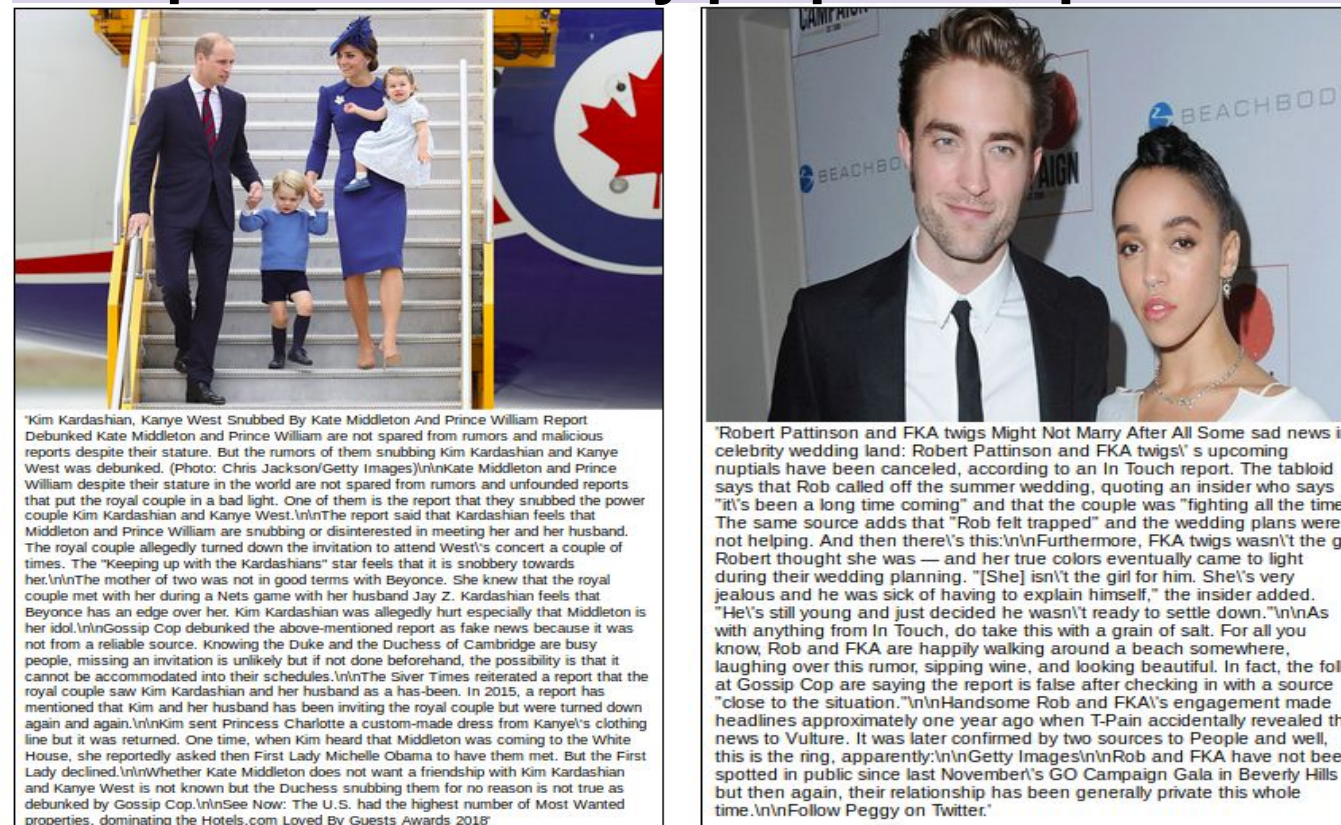 CAMPAIGN
BEACHBOD
BEACHBO
AIGN
'Kim Kardashian, Kanye West Snubbed By Kate Middleton And Prince William Report
Debunked Kate Middleton and Prince William are not spared from rumors and malicious
reports despite their stature. But the rumors of them snubbing Kim Kardashian and Kanye
West was debunked. (Photo: Chris Jackson/Getty Images)\n\nKate Middleton and Prince
William despite their stature in the world are not spared from rumors and unfounded reports
that put the royal couple in a bad light. One of them is the report that they snubbed the power
couple Kim Kardashian and Kanye West.\n\nThe report said that Kardashian feels that
Middleton and Prince William are snubbing or disinterested in meeting her and her husband.
The royal couple allegedly turned down the invitation to attend West\'s concert a couple of
times. The "Keeping up with the Kardashians" star feels that it is snobbery towards
her.\n\nThe mother of two was not in good terms with Beyonce. She knew that the royal
couple met with her during a Nets game with her husband Jay Z. Kardashian feels that
Beyonce has an edge over her. Kim Kardashian was allegedly hurt especially that Middleton is
her idol.\n\nGossip Cop debunked the above-mentioned report as fake news because it was
not from a reliable source. Knowing the Duke and the Duchess of Cambridge are busy
people, missing an invitation is unlikely but if not done beforehand, the possibility is that it
cannot be accommodated into their schedules.\n\nThe Siver Times reiterated a report that the
royal couple saw Kim Kardashian and her husband as a has-been. In 2015, a report has
mentioned that Kim and her husband has been inviting the royal couple but were turned down
again and again.\n\nKim sent Princess Charlotte a custom-made dress from Kanye\'s clothing
line but it was returned. One time, when Kim heard that Middleton was coming to the White
House, she reportedly asked then First Lady Michelle Obama to have them met. But the First
Lady declined.\n\nWhether Kate Middleton does not want a friendship with Kim Kardashian
and Kanye West is not known but the Duchess snubbing them for no reason is not true as
debunked by Gossip Cop.\n\nSee Now: The U.S. had the highest number of Most Wanted
properties, dominating the Hotels.com Loved By Guests Awards 2018'
'Robert Pattinson and FKA twigs Might Not Marry After All Some sad news i
celebrity wedding land: Robert Pattinson and FKA twigs\' s upcoming
nuptials have been canceled, according to an In Touch report. The tabloid
says that Rob called off the summer wedding, quoting an insider who says
"it\'s been a long time coming" and that the couple was "fighting all the time
The same source adds that "Rob felt trapped" and the wedding plans were
not helping. And then there\'s this:\n\nFurthermore, FKA twigs wasn\'t the g
Robert thought she was — and her true colors eventually came to light
during their wedding planning. "[She] isn\'t the girl for him. She\'s very
jealous and he was sick of having to explain himself," the insider added.
"He\'s still young and just decided he wasn\'t ready to settle down."\n\nAs
with anything from In Touch, do take this with a grain of salt. For all you
know, Rob and FKA are happily walking around a beach somewhere,
laughing over this rumor, sipping wine, and looking beautiful. In fact, the fol
at Gossip Cop are saying the report is false after checking in with a source
"close to the situation."\n\nHandsome Rob and FKA\'s engagement made
headlines approximately one year ago when T-Pain accidentally revealed th
news to Vulture. It was later confirmed by two sources to People and well,
this is the ring, apparently:\n\nGetty Images\n\nRob and FKA have not bee
spotted in public since last November\'s GO Campaign Gala in Beverly Hills
but then again, their relationship has been generally private this whole
time.\n\nFollow Peggy on Twitter.'